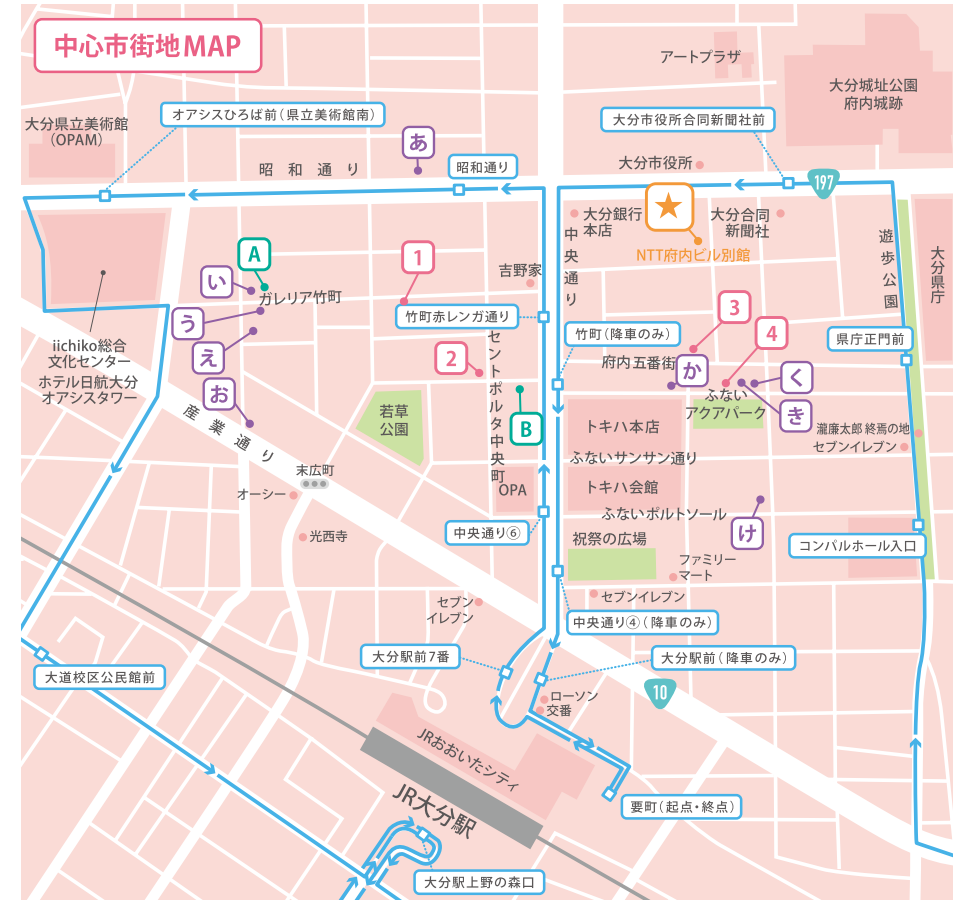 中心市街地MAP
アートプラザ
大分城址公園
府内城跡
大分県立美術館
（OPAM）
オアシスひろば前（県立美術館南）
大分市役所合同新聞社前
あ
昭和通り
昭和通り
大分市役所
197
大分銀行
本店
★
大分合同
新聞社
NTT府内ビル別館
中央通り
遊歩公園
大分県庁
A
い
ガレリア竹町
う
え
お
1
吉野家
竹町赤レンガ通り
2
セントポルタ中央町
B
竹町（降車のみ）
3
4
府内五番街
か
く
き
ふない
アクアパーク
県庁正門前
iichiko総合
文化センター
ホテル日航大分
オアシスタワー
産業通り
若草
公園
トキハ本店
瀧廉太郎 終焉の地
セブンイレブン
ふないサンサン通り
末広町
オーシー
OPA
トキハ会館
ふないポルトソール
け
光西寺
中央通り⑥
祝祭の広場
コンパルホール入口
ファミリー
マート
セブン
イレブン
セブンイレブン
中央通り④（降車のみ）
大分駅前7番
大分駅前（降車のみ）
大道校区公民館前
10
ローソン
交番
JRおおいたシティ
JR大分駅
要町（起点・終点）
大分駅上野の森口